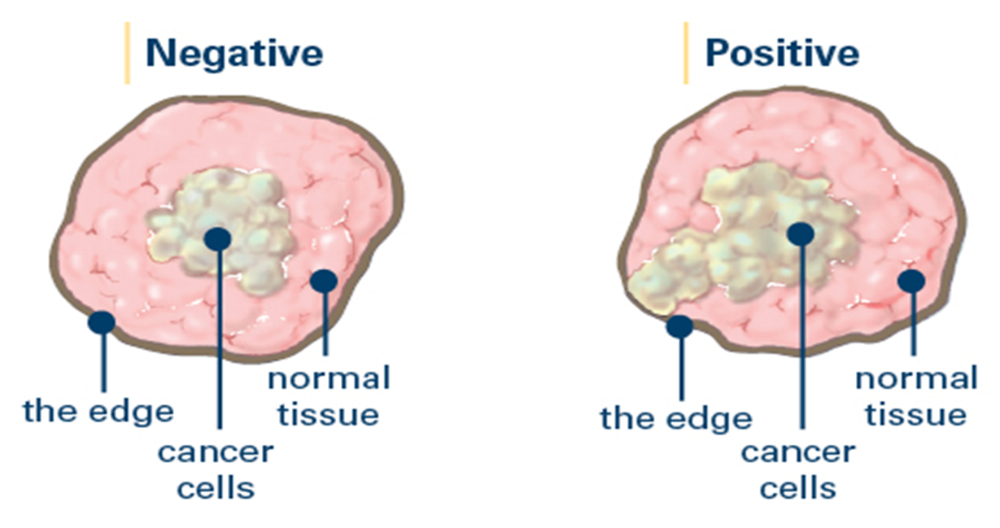 Negative
normal
tissue
the edge
cancer
cells
Positive
normal
tissue
the edge
cancer
cells